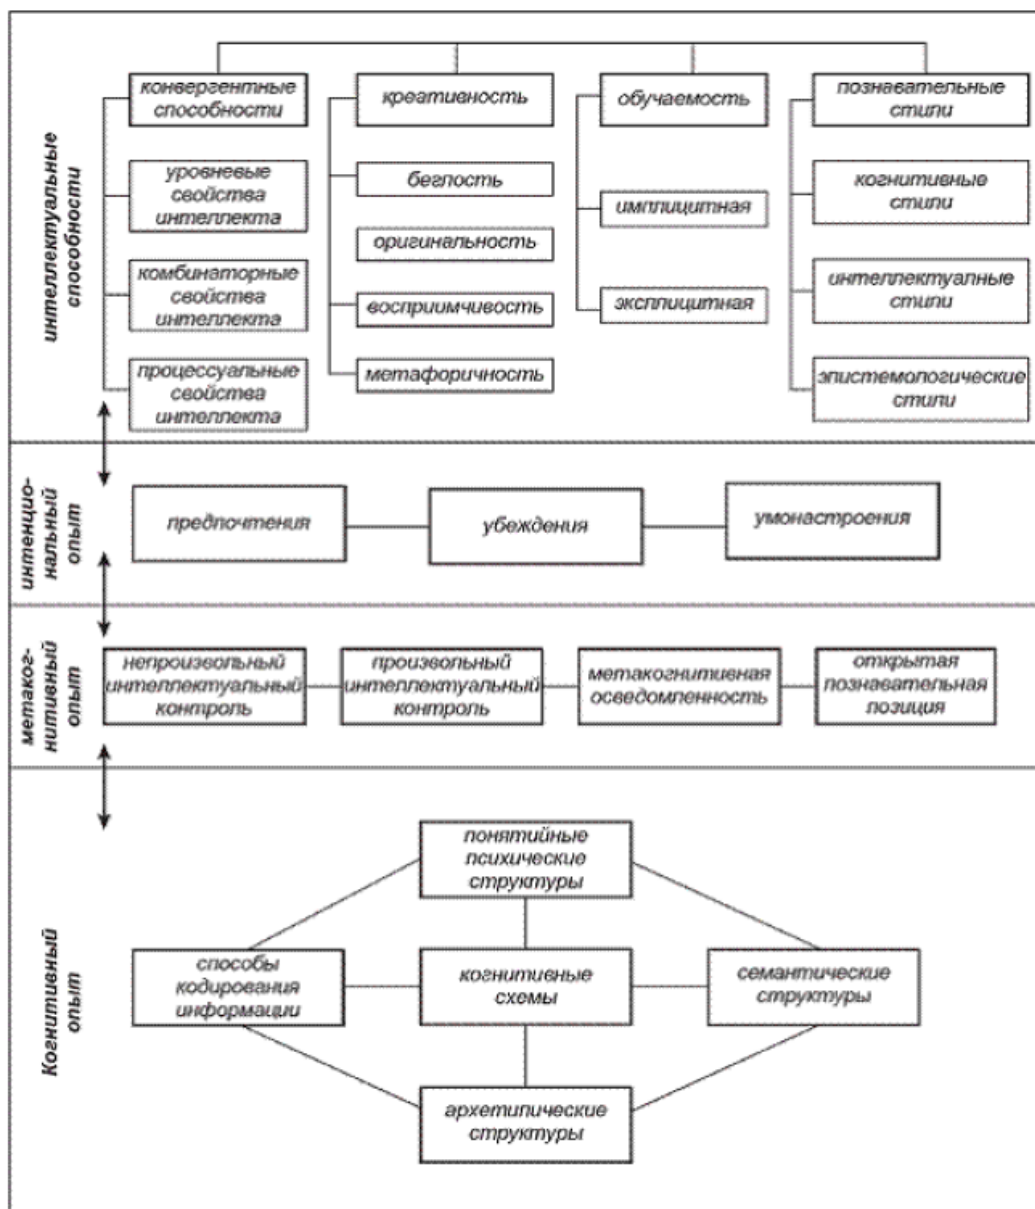 интеллектуальные
способности
конвергентные
способности
уровневые
свойства
интеллекта
комбинаторные
свойства
интеллекта
процессуальные
свойства
интеллекта
креативность
беглость
оригинальность
восприимчивость
метафоричность
обучаемость
имплицитная
эксплицитная
познавательные
стили
когнитивные
стили
интеллектуалные
стили
эпистемологические
стили
интенцио-
нальный
опыт
предпочтения
убеждения
умонастроения
метаког-
нитивный
опыт
непроизвольный
интеллектуальный
контроль
произвольный
интеллектуальный
контроль
метакогнитивная
осведомленность
открытая
познавательная
позиция
Когнитивный
опыт
понятийные
психические
структуры
способы
кодирования
информации
когнитивные
схемы
семантические
структуры
архетипические
структуры